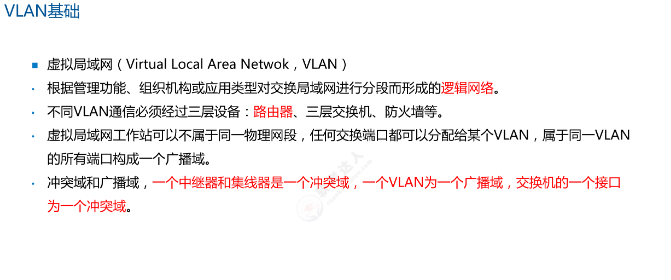 VLAN基础
■ 虚拟局域网（Virtual Local Area Netwok，VLAN）
· 根据管理功能、组织机构或应用类型对交换局域网进行分段而形成的逻辑网络。
· 不同VLAN通信必须经过三层设备：路由器、三层交换机、防火墙等。
· 虚拟局域网工作站可以不属于同一物理网段，任何交换端口都可以分配给某个VLAN，属于同一VLAN
的所有端口构成一个广播域。
· 冲突域和广播域，一个中继器和集线器是一个冲突域，一个VLAN为一个广播域，交换机的一个接口
为一个冲突域。